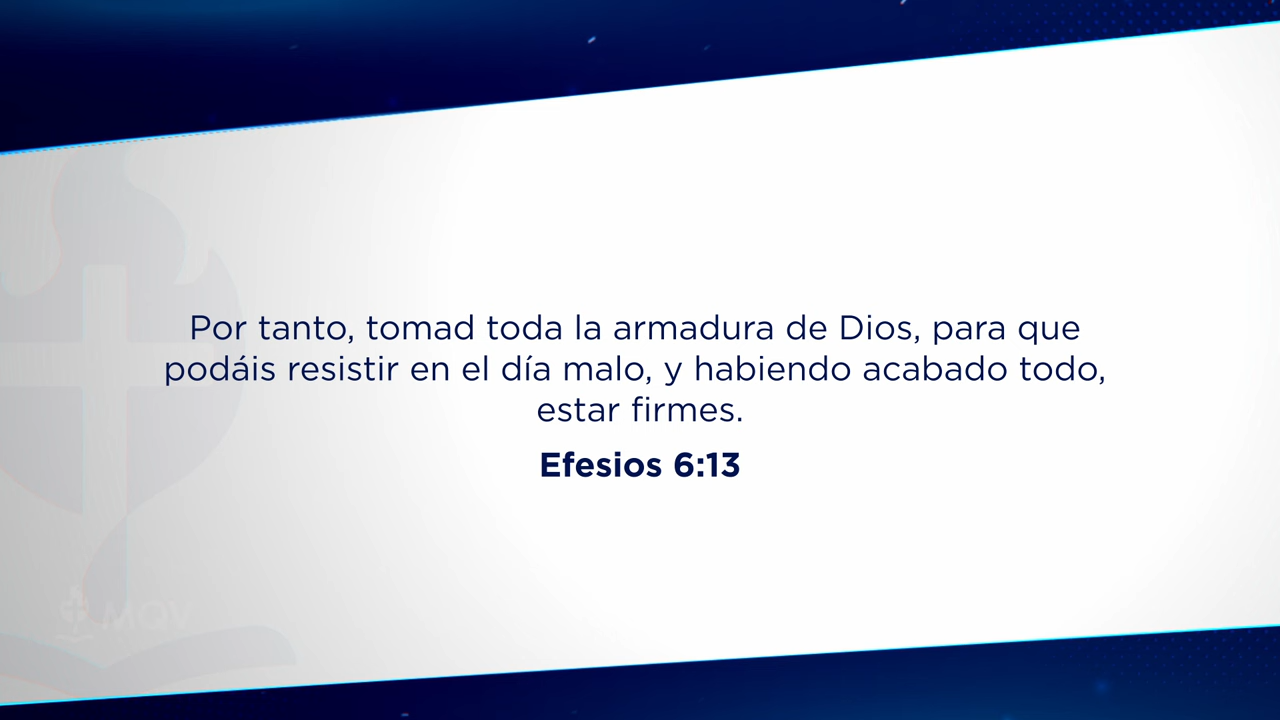 Por tanto, tomad toda la armadura de Dios, para que
podáis resistir en el día malo, y habiendo acabado todo,
estar firmes.
Efesios 6:13
MQV